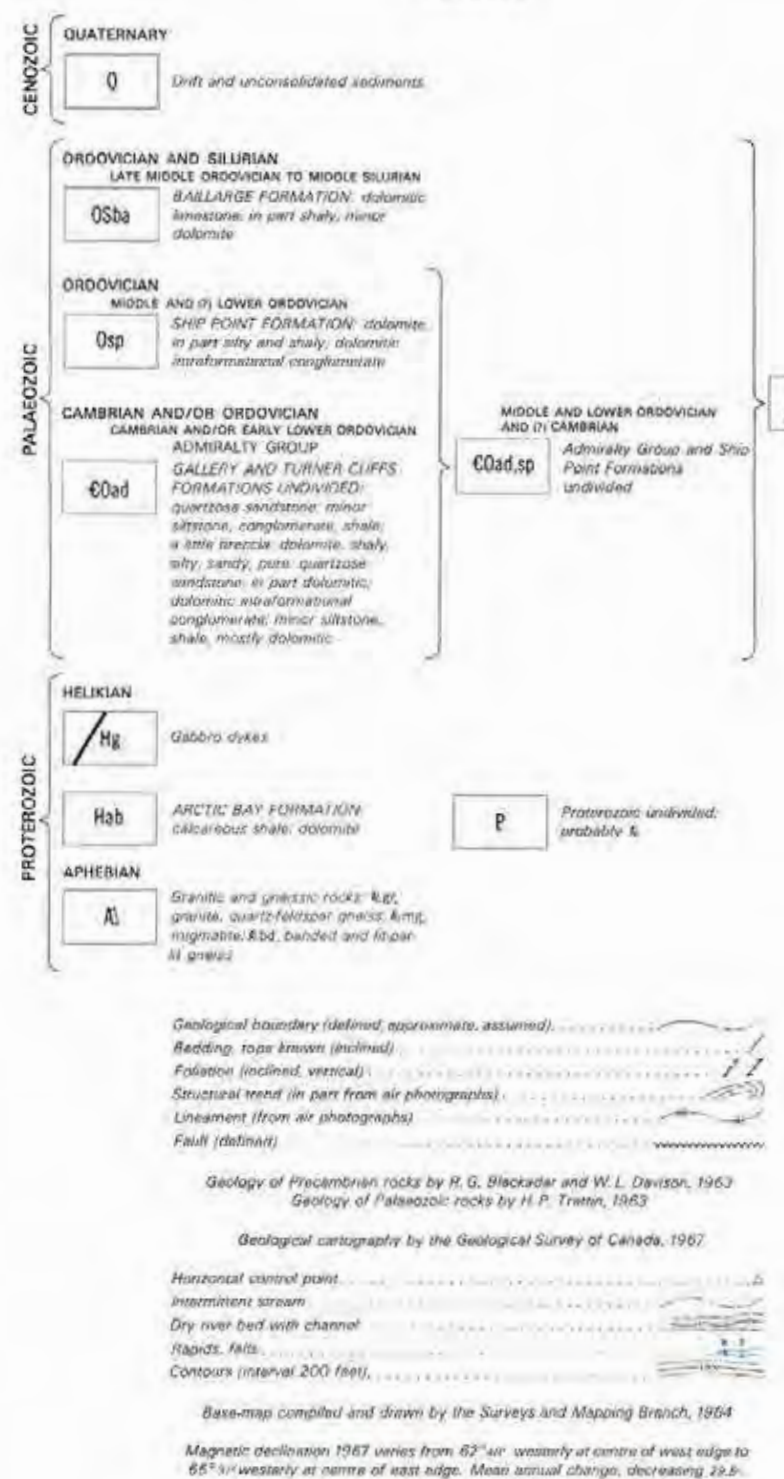 CENOZOIC
QUATERNARY
Q
Drift and unconsolidated sediments
PALAEOZOIC
ORDOVICIAN AND SILURIAN
LATE MIDDLE ORDOVICIAN TO MIDDLE SILURIAN
OSba
BAILLARGE FORMATION: dolomitic
limestone, in part shaly, minor
dolomite
ORDOVICIAN
MIDDLE AND (?) LOWER ORDOVICIAN
Osp
SHIP POINT FORMATION: dolomite,
in part silty and shaly; dolomitic
intraformational conglomerate
CAMBRIAN AND/OR ORDOVICIAN
CAMBRIAN AND/OR EARLY LOWER ORDOVICIAN
ADMIRALTY GROUP
ЄOad
GALLERY AND TURNER CLIFFS
FORMATIONS UNDIVIDED:
quartzose sandstone; minor
siltstone, conglomerate, shale,
a little breccia; dolomite, shaly,
silty, sandy, pure; quartzose
sandstone, in part dolomitic;
dolomitic intraformational
conglomerate; minor siltstone,
shale, mostly dolomitic
MIDDLE AND LOWER ORDOVICIAN
AND (?) CAMBRIAN
ЄOad,sp
Admiralty Group and Ship
Point Formations
undivided
PROTEROZOIC
HELIKIAN
Hg
Gabbro dykes
Hab
ARCTIC BAY FORMATION:
calcareous shale; dolomite
P
Proterozoic undivided;
probably
APHEBIAN
Granitic and gneissic rocks:
granite, quartz-feldspar gneiss;
migmatite; banded and lit-par-
lit gneiss
Geological boundary (defined, approximate, assumed)
Bedding, tops known (inclined)
Foliation (inclined, vertical)
Structural trend (in part from air photographs)
Lineament (from air photographs)
Fault (defined)
Geology of Precambrian rocks by R. G. Blackadar and W. L. Davison, 1963
Geology of Palaeozoic rocks by H. P. Trettin, 1963
Geological cartography by the Geological Survey of Canada, 1967
Horizontal control point
Intermittent stream
Dry river bed with channel
Rapids, falls
Contours (interval 200 feet)
Base-map compiled and drawn by the Surveys and Mapping Branch, 1964
Magnetic declination 1967 varies from 62° westerly at centre of west edge to
66° westerly at centre of east edge. Mean annual change, decreasing